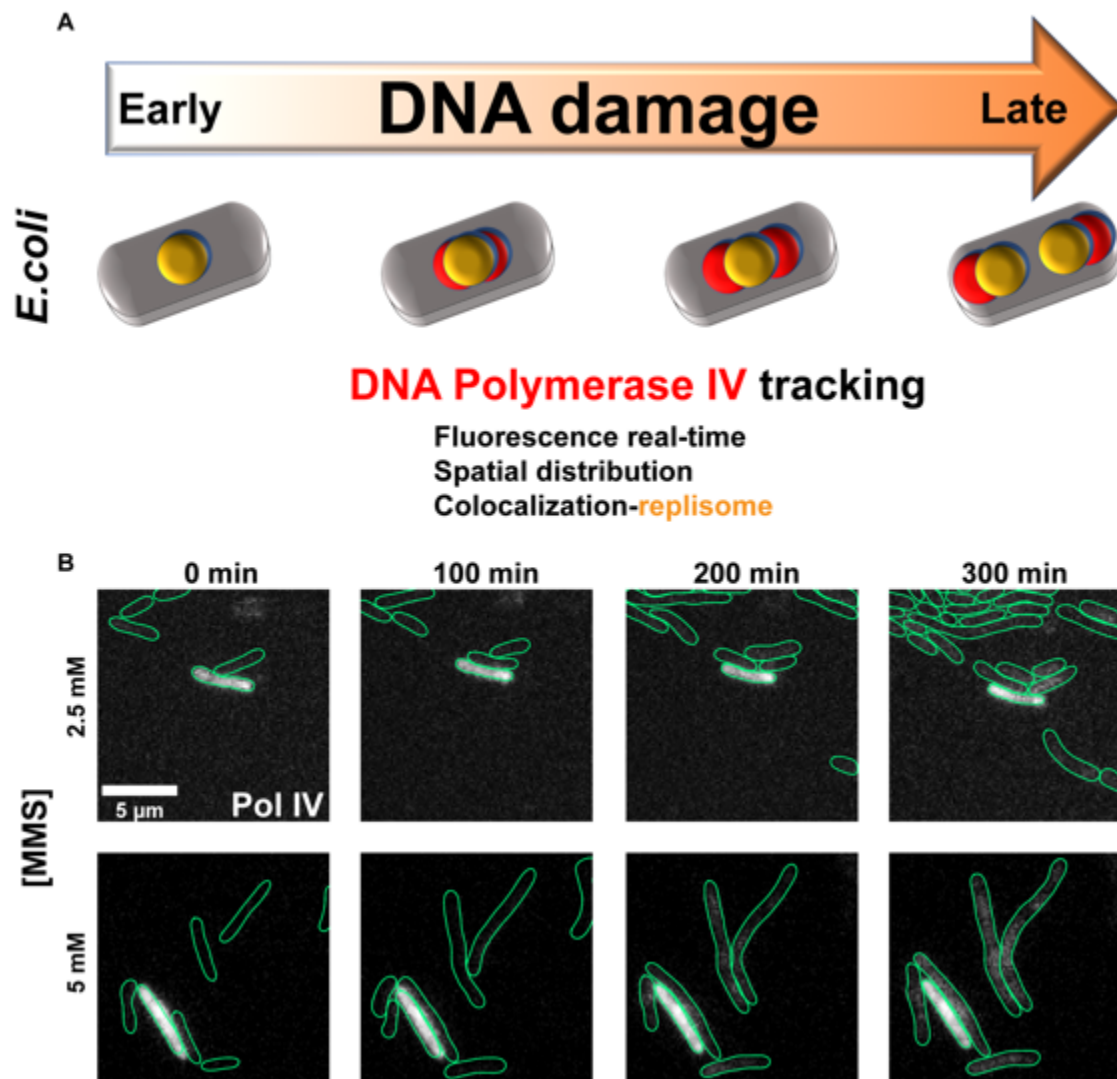 A
Early DNA damage Late
E.coli
DNA Polymerase IV tracking
Fluorescence real-time
Spatial distribution
Colocalization-replisome
B
0 min 100 min 200 min 300 min
2.5 mM
5 µm Pol IV
[MMS]
5 mM